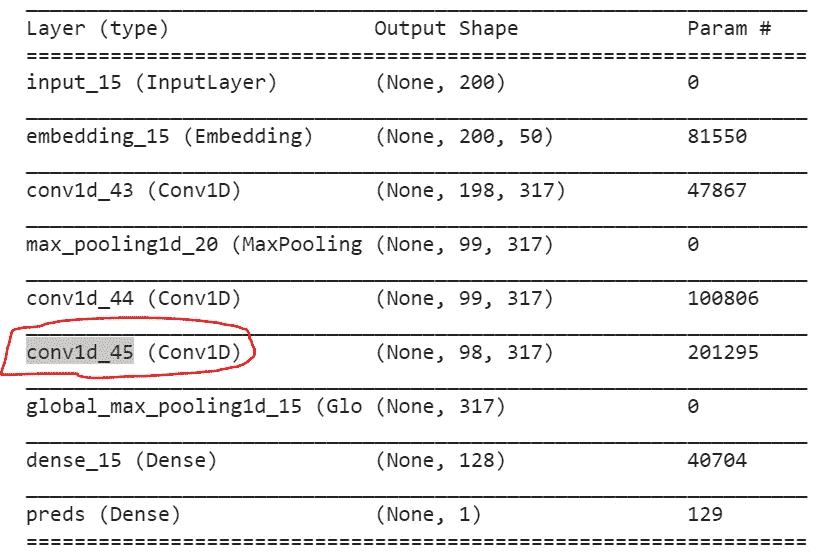 Layer (type) Output Shape Param #
input_15 (InputLayer) (None, 200) 0
embedding_15 (Embedding) (None, 200, 50) 81550
conv1d_43 (Conv1D) (None, 198, 317) 47867
max_pooling1d_20 (MaxPooling (None, 99, 317) 0
conv1d_44 (Conv1D) (None, 99, 317) 100806
conv1d_45 (Conv1D) (None, 98, 317) 201295
global_max_pooling1d_15 (Glo (None, 317) 0
dense_15 (Dense) (None, 128) 40704
preds (Dense) (None, 1) 129